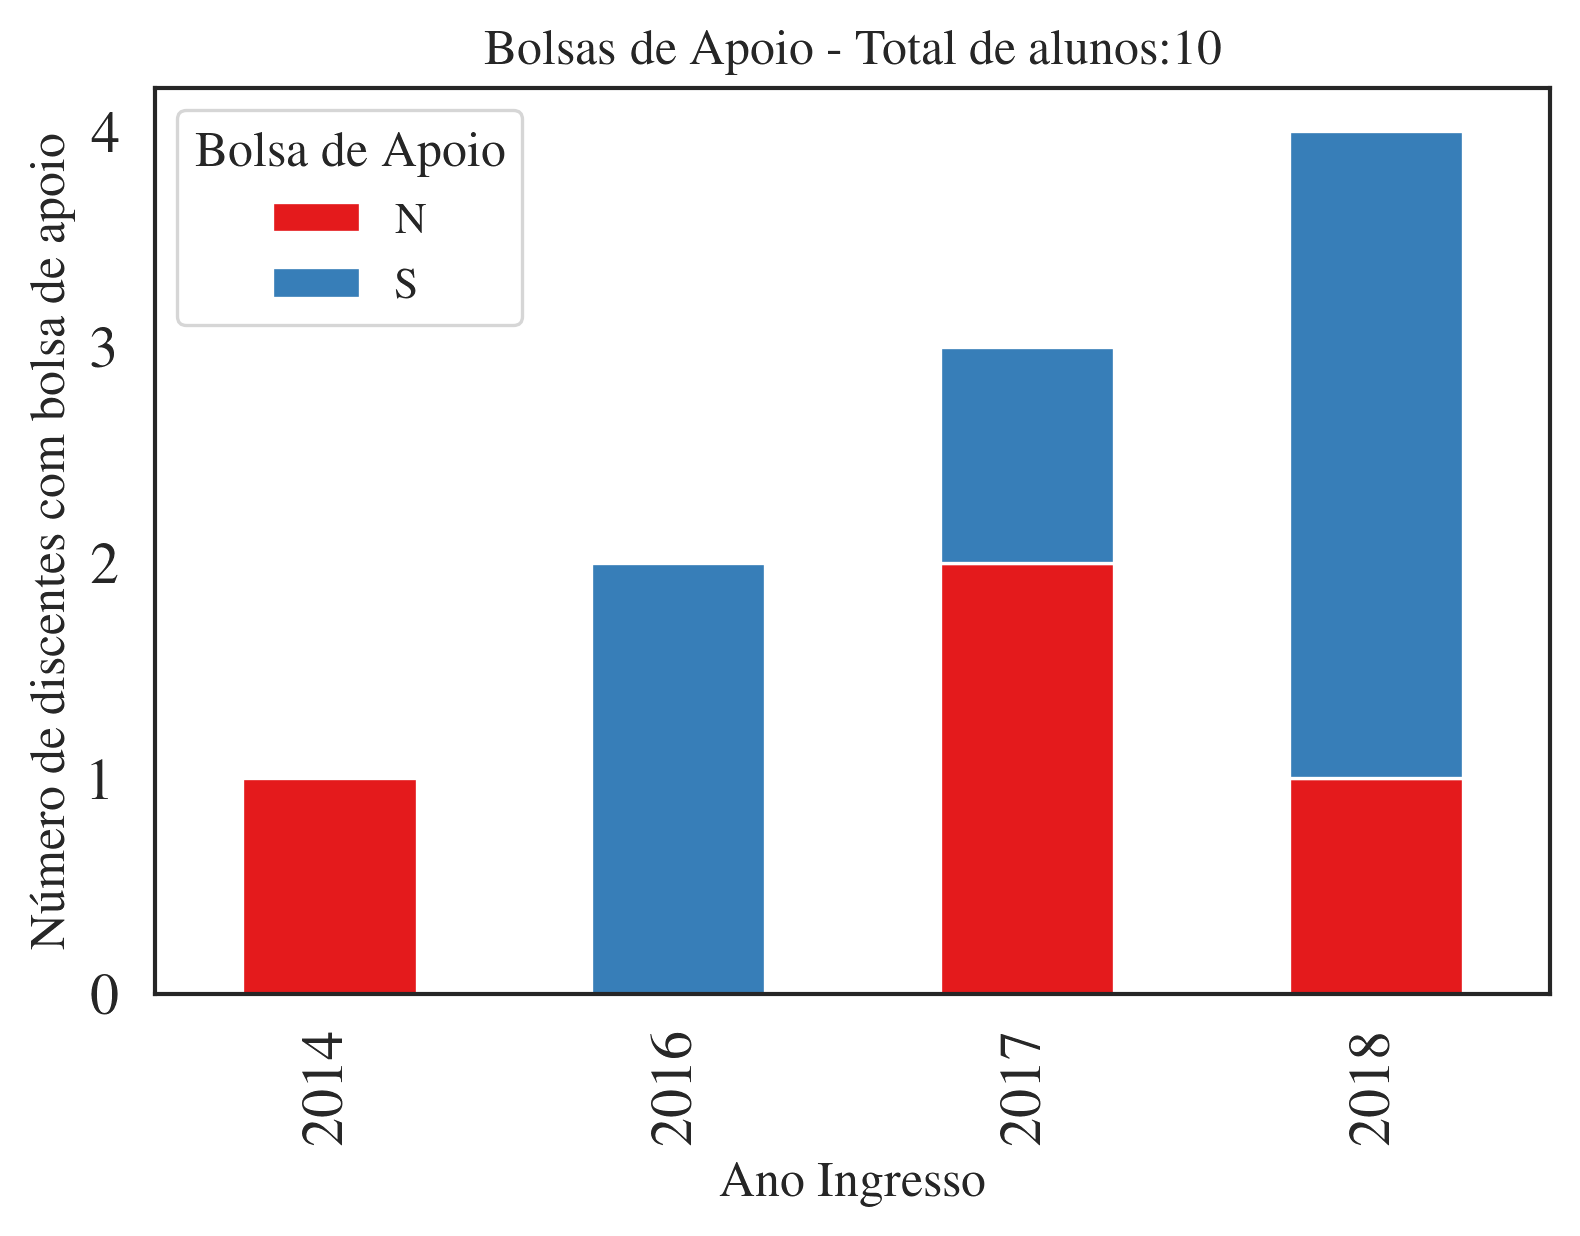 Bolsas de Apoio - Total de alunos:10
Bolsa de Apoio
N
S
Número de discentes com bolsa de apoio
4
3
2
1
0
2014
2016
2017
2018
Ano Ingresso